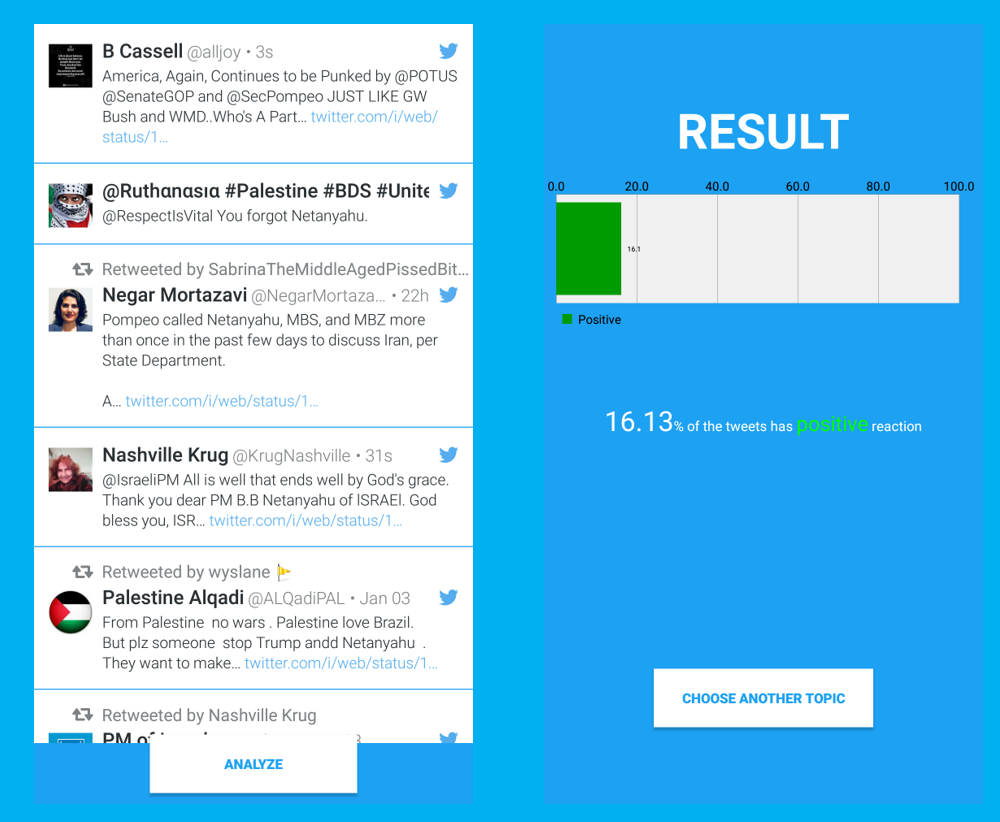 B Cassell @alljoy • 3s
America, Again, Continues to be Punked by @POTUS
@SenateGOP and @SecPompeo JUST LIKE GW
Bush and WMD..Who's A Part… twitter.com/i/web/
status/1…
@Ruthαnαsια #Palestine #BDS #Unite
@RespectIsVital You forgot Netanyahu.
Retweeted by SabrinaTheMiddleAgedPissedBit…
Negar Mortazavi @NegarMortaza… • 22h
Pompeo called Netanyahu, MBS, and MBZ more
than once in the past few days to discuss Iran, per
State Department.
A… twitter.com/i/web/status/1…
Nashville Krug @KrugNashville • 31s
@IsraeliPM All is well that ends well by God's grace.
Thank you dear PM B.B Netanyahu of lSRAEl. God
bless you, ISR… twitter.com/i/web/status/1…
Retweeted by wyslane
Palestine Alqadi @ALQadiPAL • Jan 03
From Palestine  no wars . Palestine love Brazil.
But plz someone  stop Trump andd Netanyahu  .
They want to make… twitter.com/i/web/status/1…
Retweeted by Nashville Krug
PM of
ANALYZE
RESULT
0.0 20.0 40.0 60.0 80.0 100.0
16.1
Positive
16.13% of the tweets has positive reaction
CHOOSE ANOTHER TOPIC